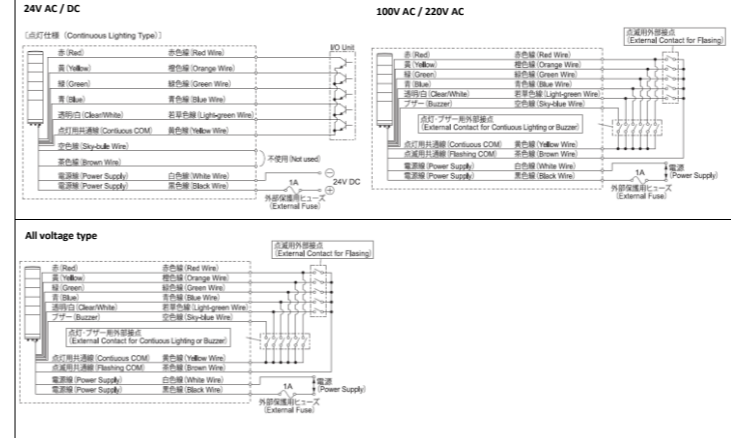 24V AC / DC
［点灯仕様（Continuous Lighting Type）］
赤（Red）
赤色線（Red Wire）
I/O Unit
黄（Yellow）
橙色線（Orange Wire）
緑（Green）
緑色線（Green Wire）
青（Blue）
青色線（Blue Wire）
透明/白（Clear/White）
若草色線（Light-green Wire）
点灯用共通線（Contiuous COM）
黄色線（Yellow Wire）
空色線（Sky-bule Wire）
茶色線（Brown Wire）
不使用（Not used）
電源線（Power Supply）
白色線（White Wire）
電源線（Power Supply）
黒色線（Black Wire）
1A
24V DC
外部保護用ヒューズ
（External Fuse）
100V AC / 220V AC
点滅用外部接点
（External Contact for Flasing）
赤（Red）
赤色線（Red Wire）
黄（Yellow）
橙色線（Orange Wire）
緑（Green）
緑色線（Green Wire）
青（Blue）
青色線（Blue Wire）
透明/白（Clear/White）
若草色線（Light-green Wire）
ブザー（Buzzer）
空色線（Sky-blue Wire）
点灯・ブザー用外部接点
（External Contact for Contiuous Lighting or Buzzer）
点灯用共通線（Contiuous COM）
黄色線（Yellow Wire）
点滅用共通線（Flashing COM）
茶色線（Brown Wire）
電源線（Power Supply）
白色線（White Wire）
電源線（Power Supply）
黒色線（Black Wire）
1A
電源
（Power Supply）
外部保護用ヒューズ
（External Fuse）
All voltage type
点滅用外部接点
（External Contact for Flasing）
赤（Red）
赤色線（Red Wire）
黄（Yellow）
橙色線（Orange Wire）
緑（Green）
緑色線（Green Wire）
青（Blue）
青色線（Blue Wire）
透明/白（Clear/White）
若草色線（Light-green Wire）
ブザー（Buzzer）
空色線（Sky-blue Wire）
点灯・ブザー用外部接点
（External Contact for Contiuous Lighting or Buzzer）
点灯用共通線（Contiuous COM）
黄色線（Yellow Wire）
点滅用共通線（Flashing COM）
茶色線（Brown Wire）
電源線（Power Supply）
白色線（White Wire）
電源線（Power Supply）
黒色線（Black Wire）
1A
電源
（Power Supply）
外部保護用ヒューズ
（External Fuse）